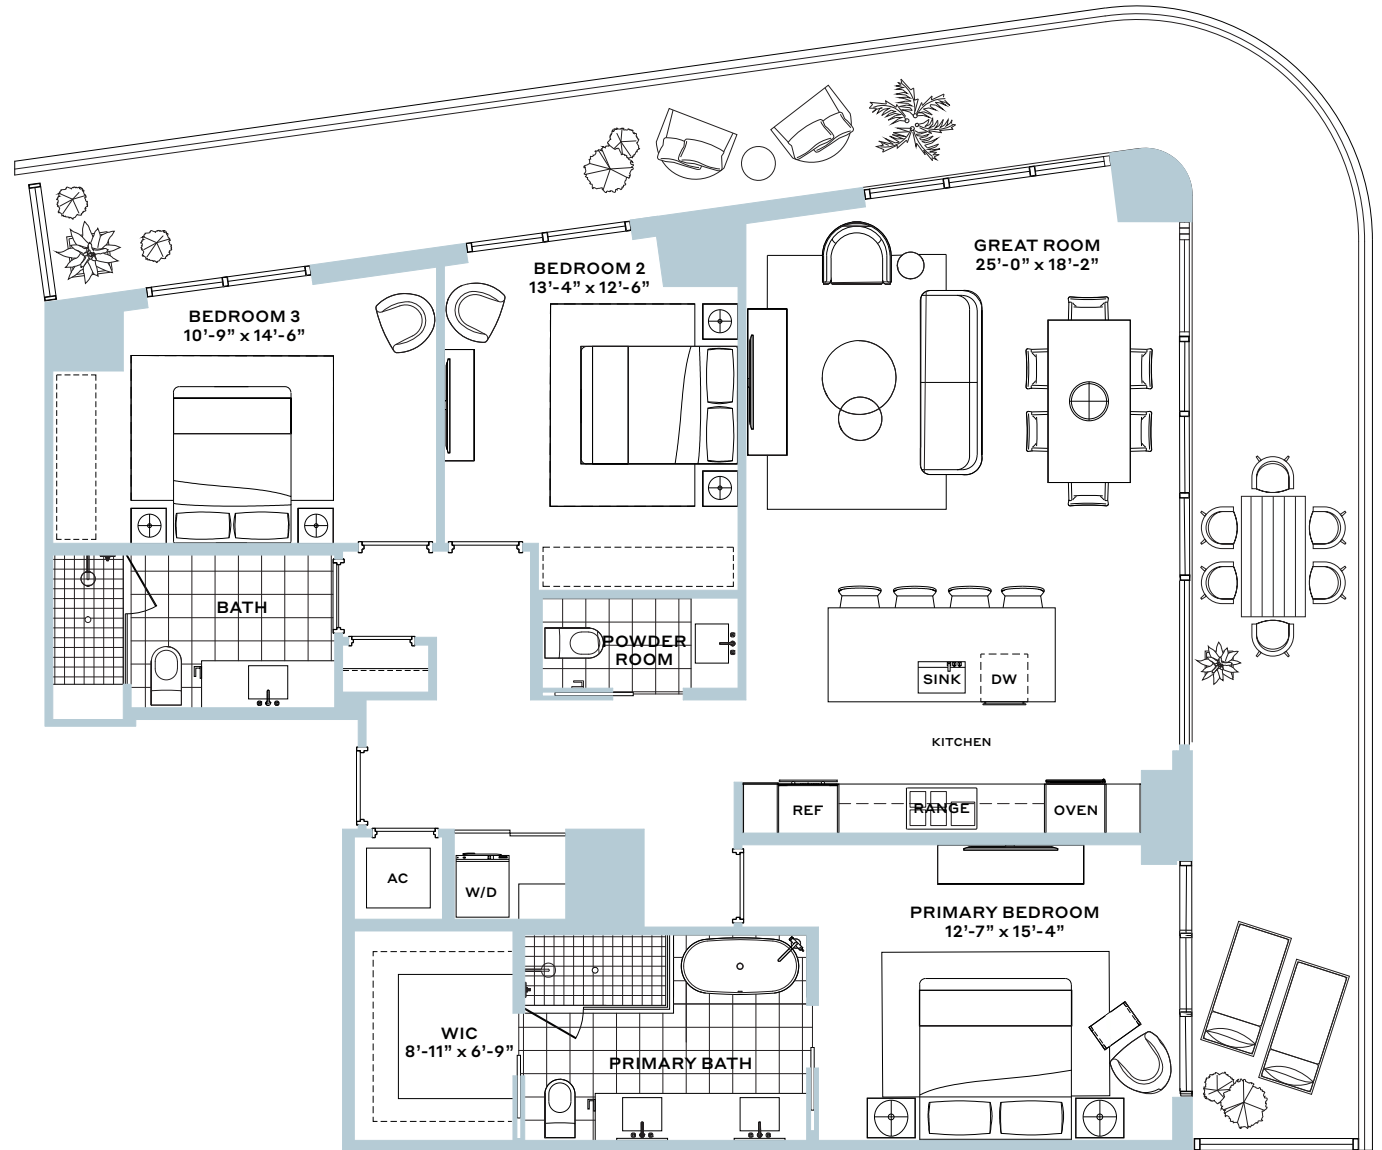 GREAT ROOM
25’-0” x 18’-2”
BEDROOM 2
13’-4” x 12’-6”
BEDROOM 3
10’-9” x 14’-6”
BATH
POWDER
ROOM
SINK
DW
KITCHEN
REF
RANGE
OVEN
AC
W/D
PRIMARY BEDROOM
12’-7” x 15’-4”
WIC
8’-11” x 6’-9”
PRIMARY BATH